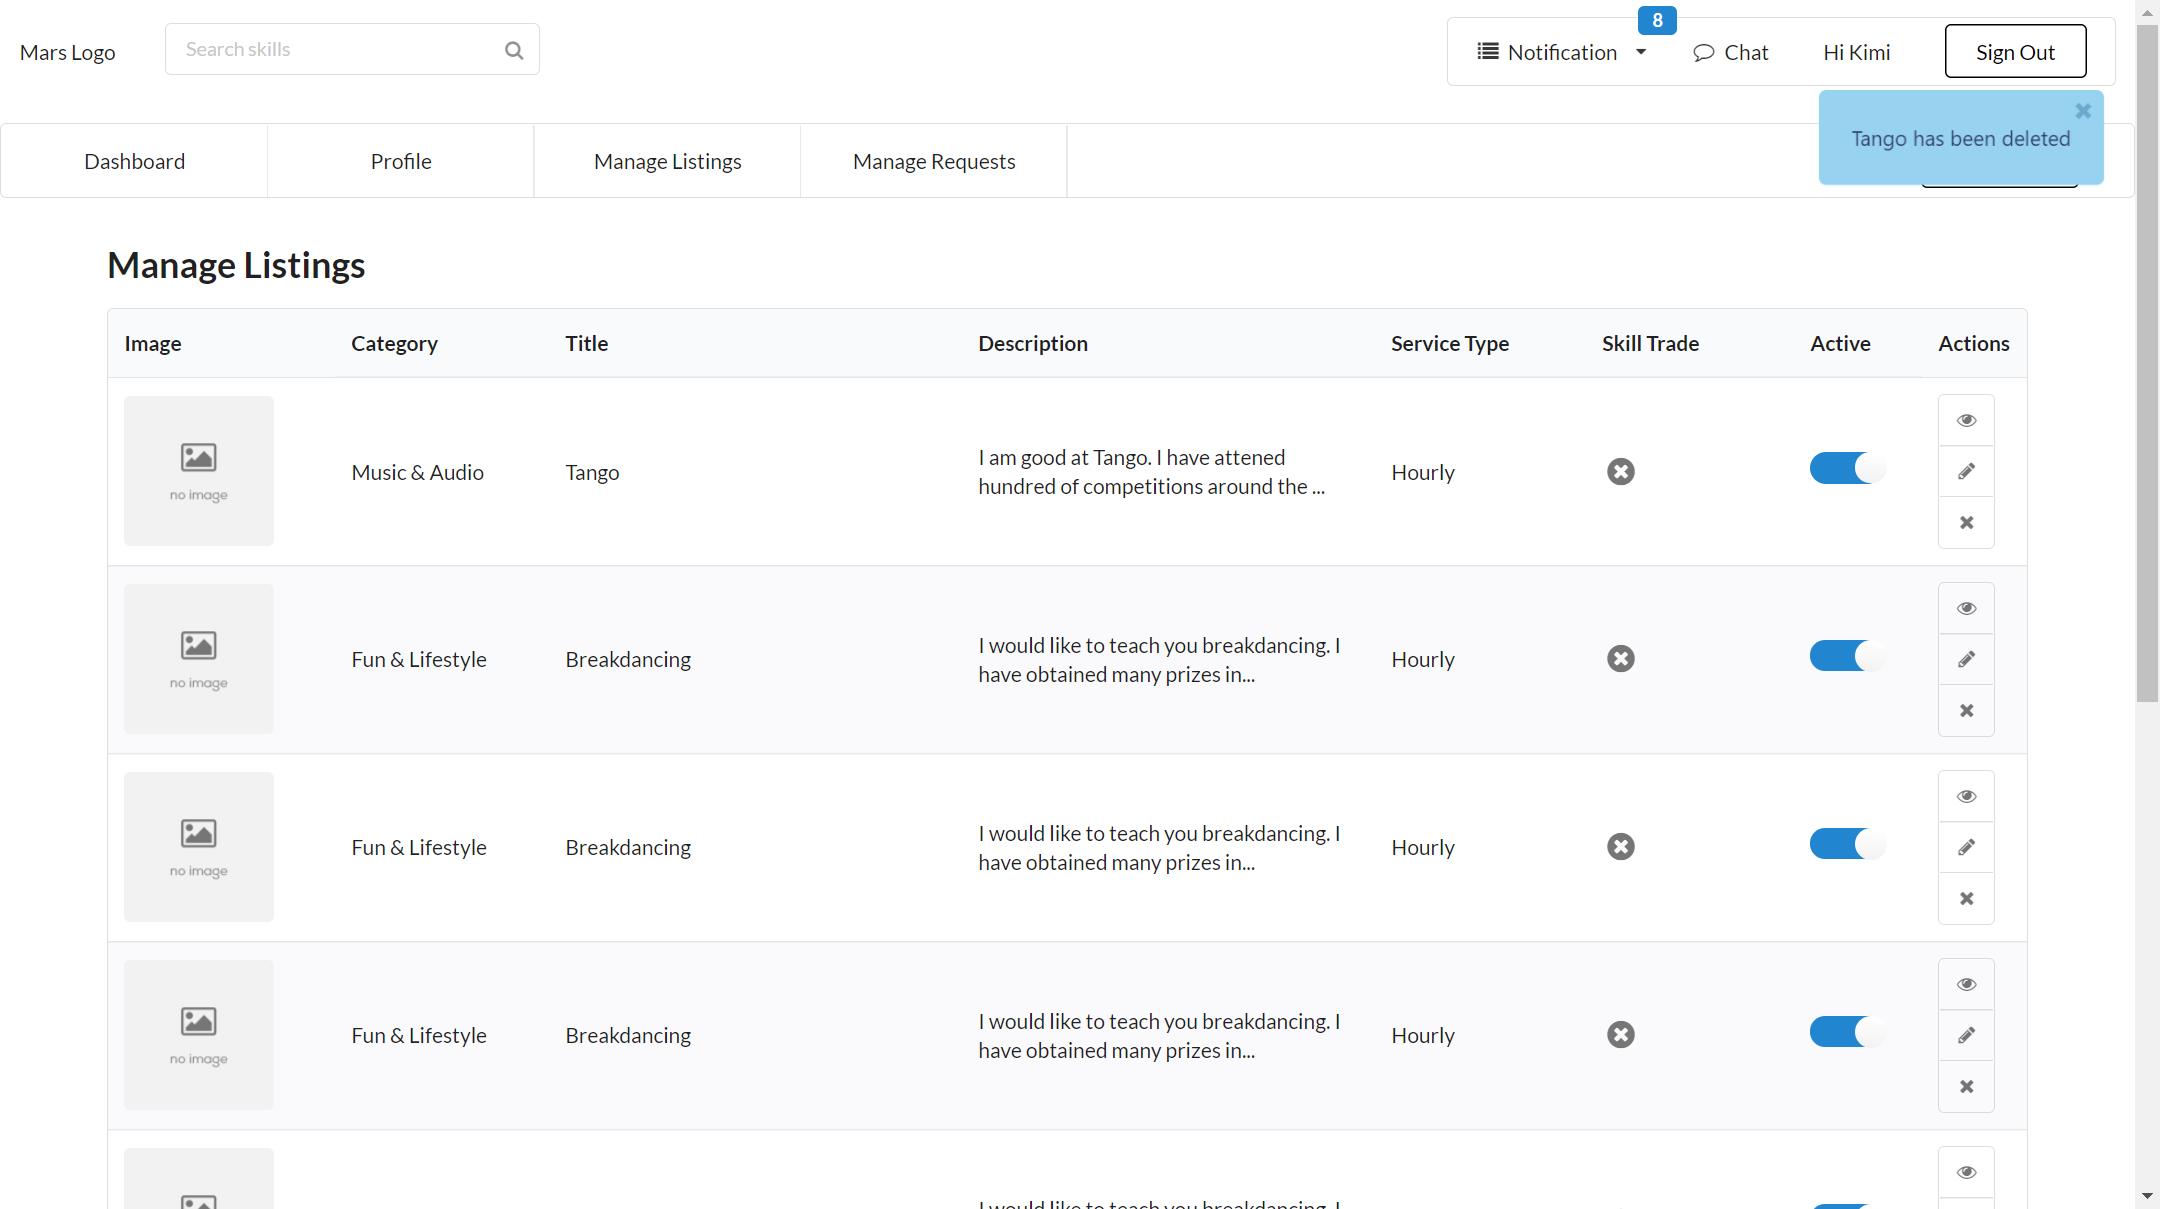 Mars Logo
Search skills
8
Notification
Chat
Hi Kimi
Sign Out
Tango has been deleted
Dashboard
Profile
Manage Listings
Manage Requests
Manage Listings
Image
Category
Title
Description
Service Type
Skill Trade
Active
Actions
no image
Music & Audio
Tango
I am good at Tango. I have attened
hundred of competitions around the ...
Hourly
no image
Fun & Lifestyle
Breakdancing
I would like to teach you breakdancing. I
have obtained many prizes in...
Hourly
no image
Fun & Lifestyle
Breakdancing
I would like to teach you breakdancing. I
have obtained many prizes in...
Hourly
no image
Fun & Lifestyle
Breakdancing
I would like to teach you breakdancing. I
have obtained many prizes in...
Hourly
I would like to teach you breakdancing. I